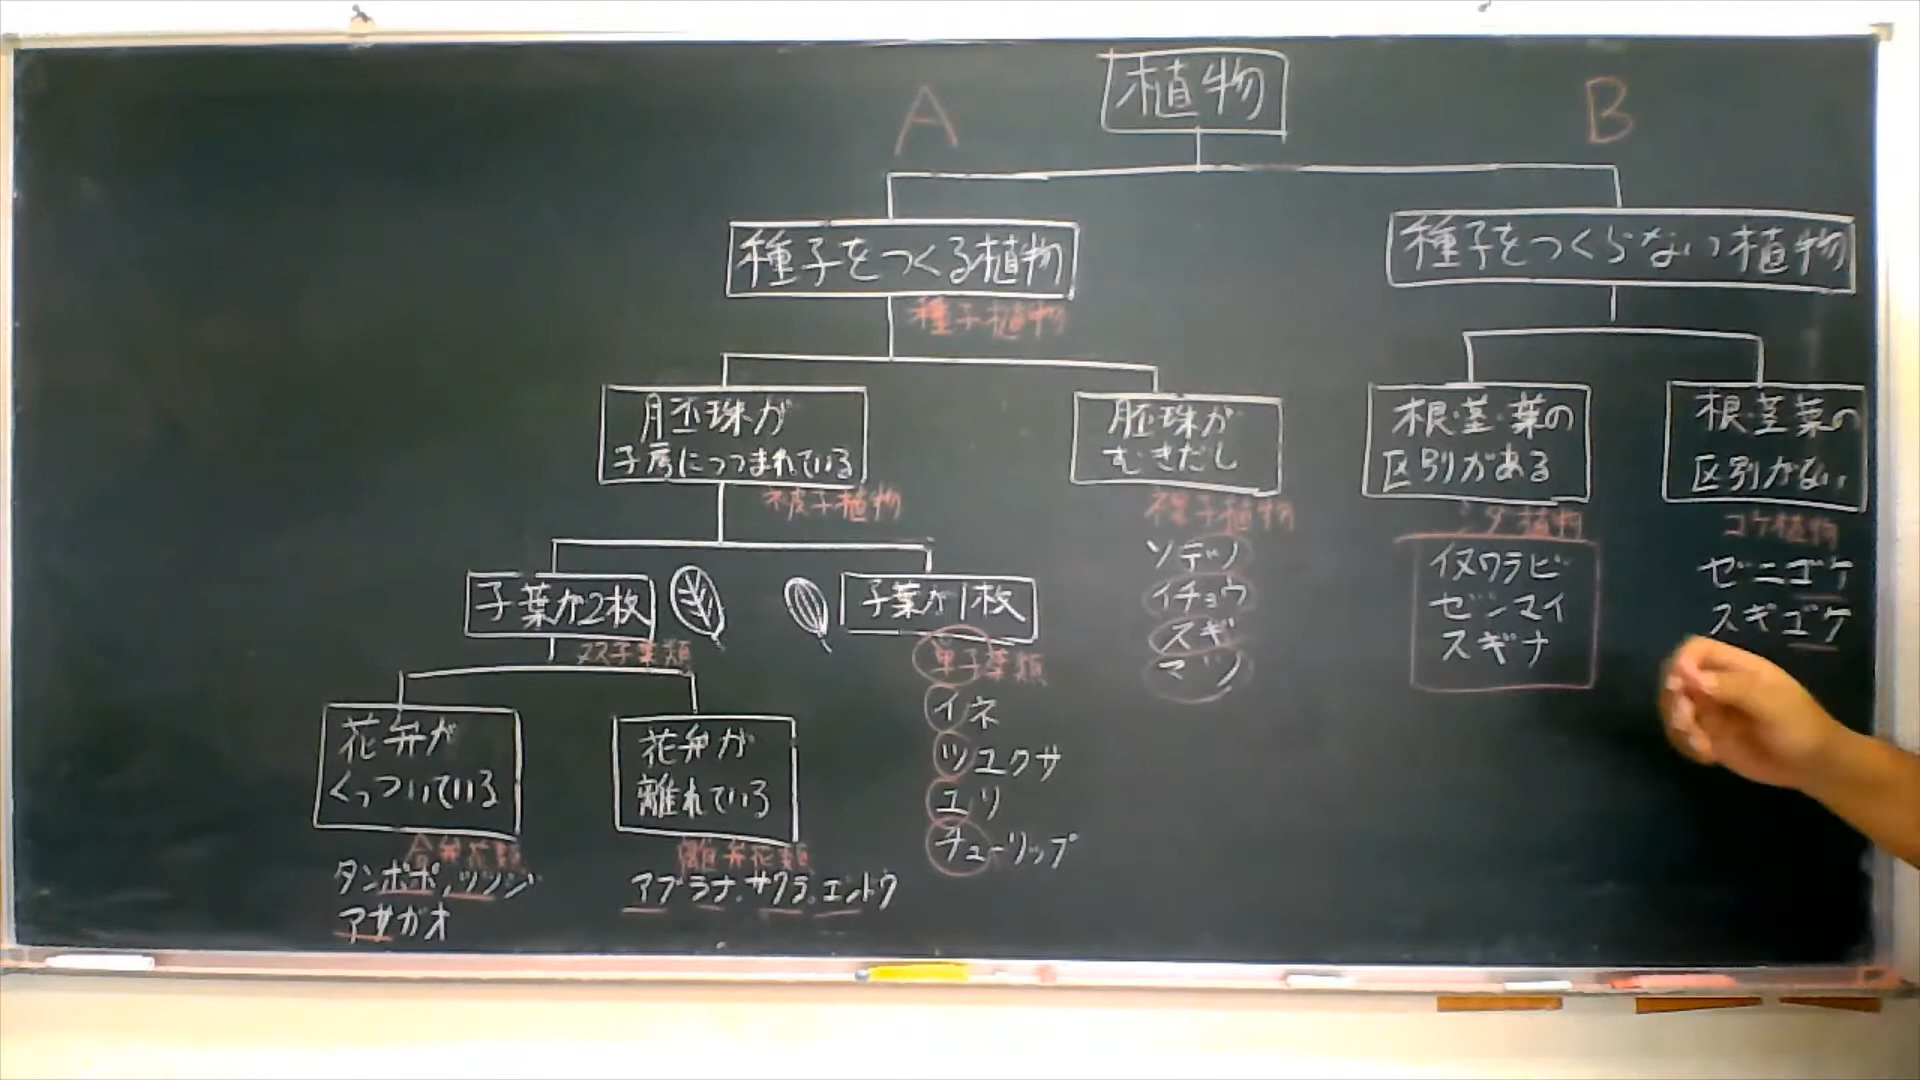 植物
A
B
種子をつくる植物
種子をつくらない植物
種子植物
胚珠が
子房につつまれている
胚珠が
むきだし
根・茎・葉の
区別がある
根・茎・葉の
区別がない
被子植物
裸子植物
シダ植物
コケ植物
ソテツ
イチョウ
スギ
マツ
イヌワラビ
ゼンマイ
スギナ
ゼニゴケ
スギゴケ
子葉が2枚
子葉が1枚
双子葉類
単子葉類
イネ
ツユクサ
ユリ
チューリップ
花弁が
くっついている
花弁が
離れている
合弁花類
離弁花類
タンポポ,ツツジ
アサガオ
アブラナ.サクラ.エンドウ